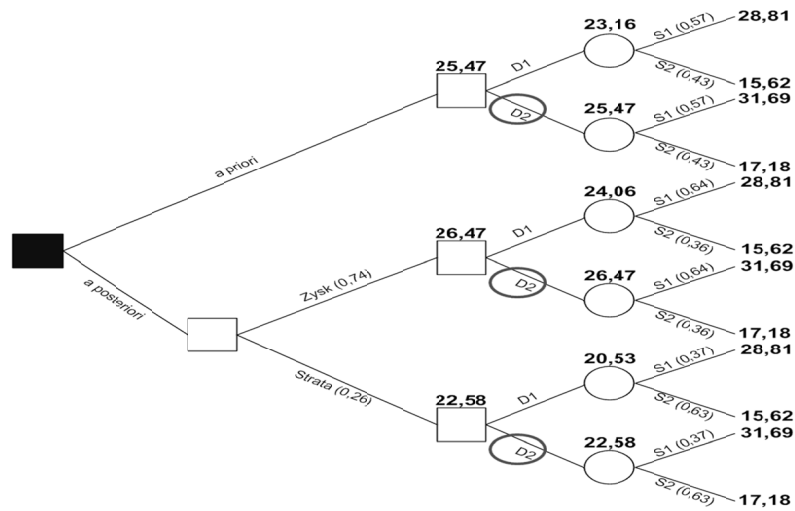 23,16
S1 (0,57)
28,81
25,47
D1
S2 (0,43)
15,62
31,69
D2
25,47
S1 (0,57)
S2 (0,43)
17,18
a priori
28,81
24,06
S1 (0,64)
26,47
D1
S2 (0,36)
15,62
31,69
Zysk (0,74)
D2
26,47
S1 (0,64)
a posteriori
S2 (0,36)
17,18
28,81
20,53
S1 (0,37)
Strata (0,26)
22,58
D1
S2 (0,63)
15,62
31,69
D2
22,58
S1 (0,37)
S2 (0,63)
17,18